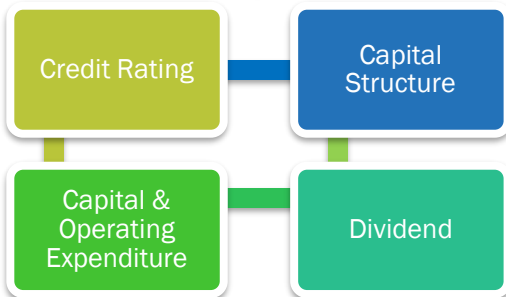 Credit Rating
Capital
Structure
Capital &
Operating
Expenditure
Dividend